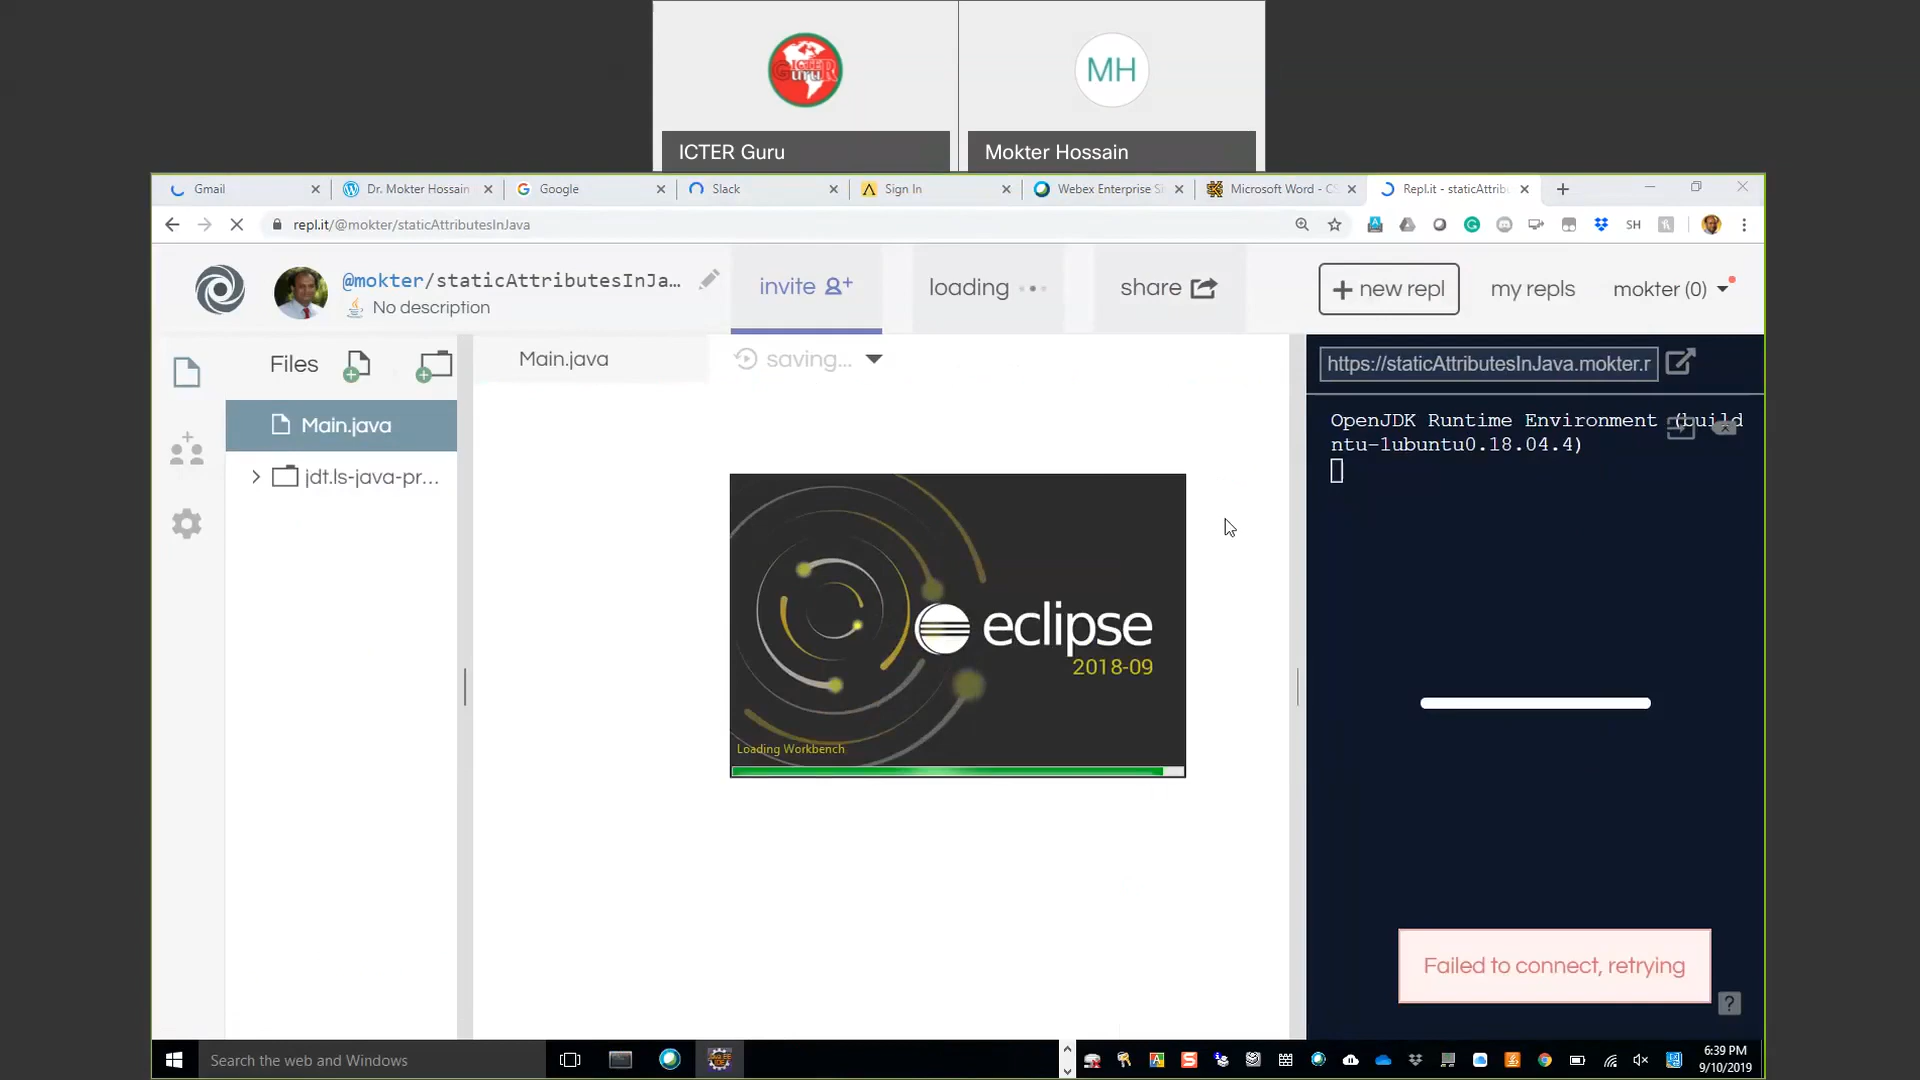 MH
ICTER Guru
Mokter Hossain
Gmail
Dr. Mokter Hossain
Google
Slack
Sign In
Webex Enterprise Si
Microsoft Word - CS
Repl.it - staticAttribu
repl.it/@mokter/staticAttributesInJava
SH
@mokter/staticAttributesInJa...
No description
invite
loading
share
+ new repl
my repls
mokter (0)
Files
Main.java
saving...
https://staticAttributesInJava.mokter.r
Main.java
jdt.ls-java-pr...
OpenJDK Runtime Environment (build
ntu-1ubuntu0.18.04.4)
eclipse
2018-09
Loading Workbench
Failed to connect, retrying
?
Search the web and Windows
6:39 PM
9/10/2019